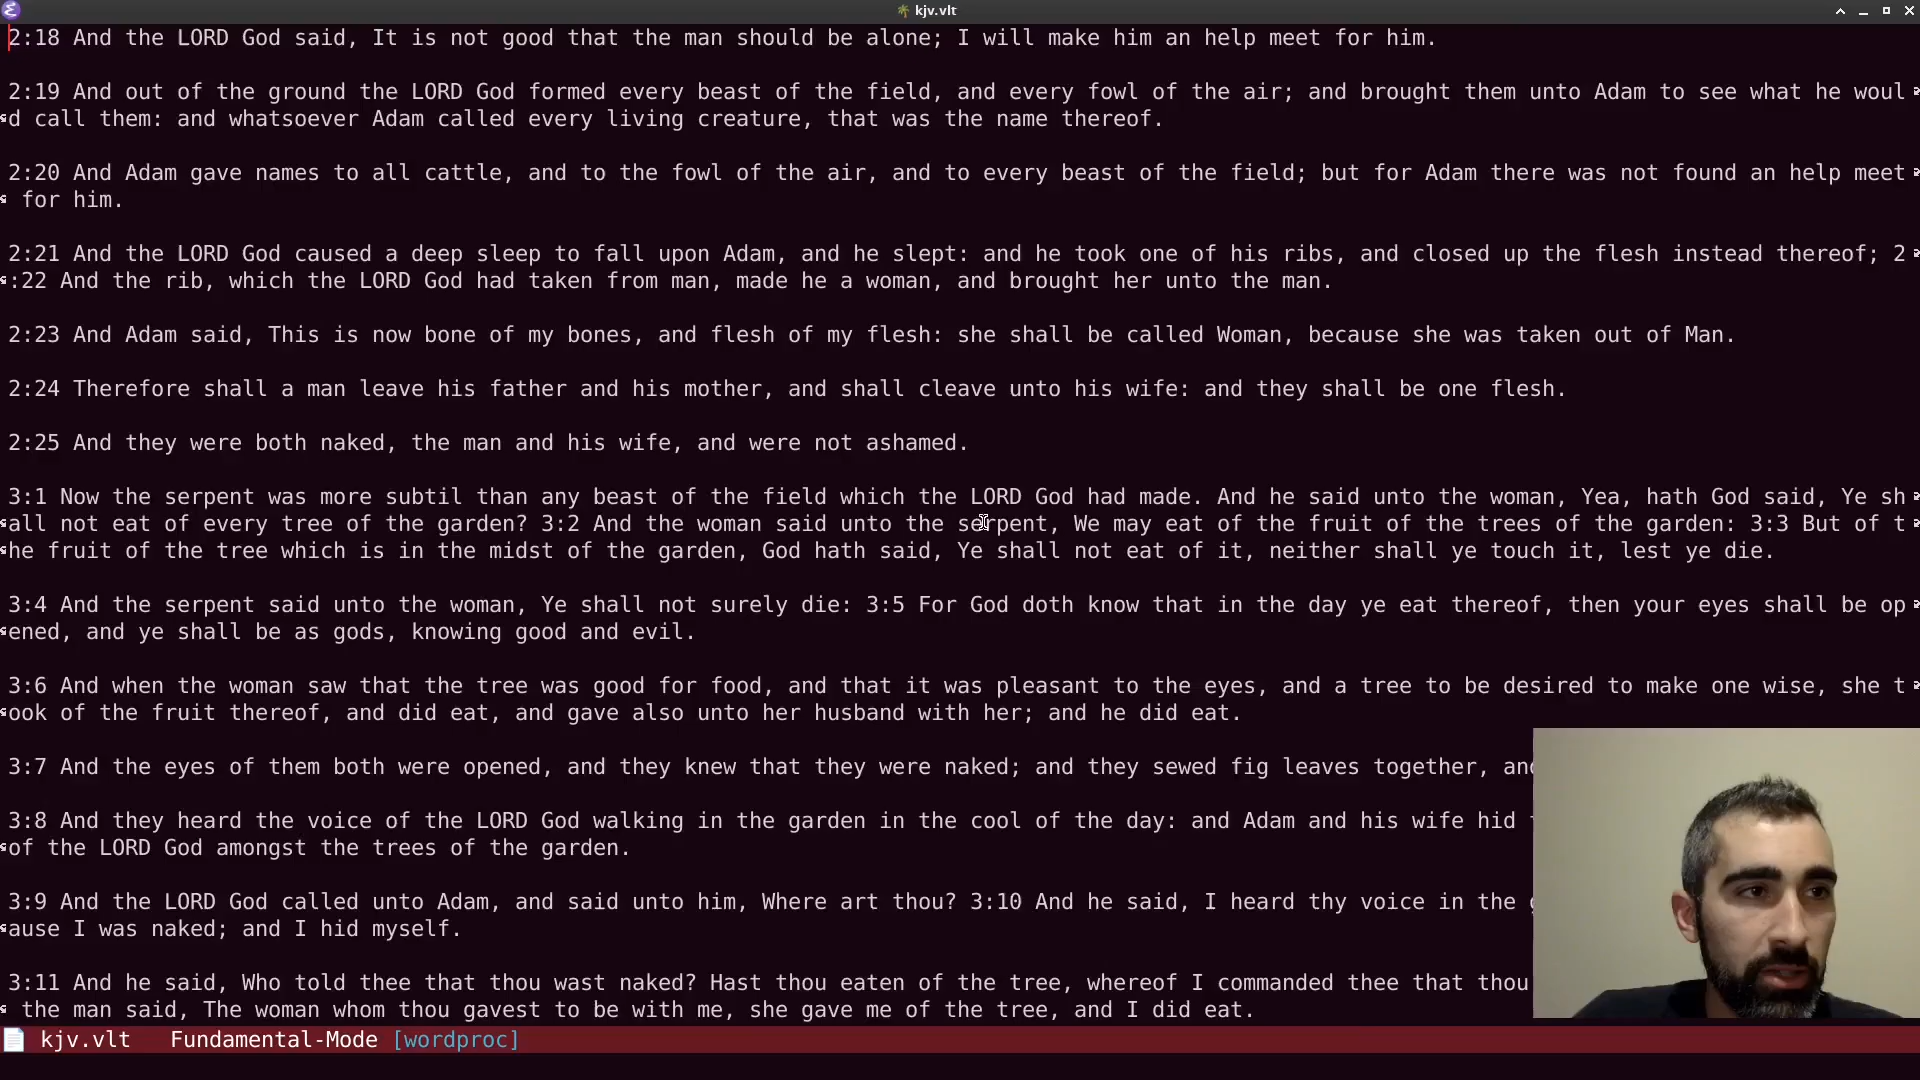 kjv.vlt
2:18 And the LORD God said, It is not good that the man should be alone; I will make him an help meet for him.
2:19 And out of the ground the LORD God formed every beast of the field, and every fowl of the air; and brought them unto Adam to see what he woul
d call them: and whatsoever Adam called every living creature, that was the name thereof.
2:20 And Adam gave names to all cattle, and to the fowl of the air, and to every beast of the field; but for Adam there was not found an help meet
for him.
2:21 And the LORD God caused a deep sleep to fall upon Adam, and he slept: and he took one of his ribs, and closed up the flesh instead thereof; 2
:22 And the rib, which the LORD God had taken from man, made he a woman, and brought her unto the man.
2:23 And Adam said, This is now bone of my bones, and flesh of my flesh: she shall be called Woman, because she was taken out of Man.
2:24 Therefore shall a man leave his father and his mother, and shall cleave unto his wife: and they shall be one flesh.
2:25 And they were both naked, the man and his wife, and were not ashamed.
3:1 Now the serpent was more subtil than any beast of the field which the LORD God had made. And he said unto the woman, Yea, hath God said, Ye sh
all not eat of every tree of the garden? 3:2 And the woman said unto the serpent, We may eat of the fruit of the trees of the garden: 3:3 But of t
he fruit of the tree which is in the midst of the garden, God hath said, Ye shall not eat of it, neither shall ye touch it, lest ye die.
3:4 And the serpent said unto the woman, Ye shall not surely die: 3:5 For God doth know that in the day ye eat thereof, then your eyes shall be op
ened, and ye shall be as gods, knowing good and evil.
3:6 And when the woman saw that the tree was good for food, and that it was pleasant to the eyes, and a tree to be desired to make one wise, she t
ook of the fruit thereof, and did eat, and gave also unto her husband with her; and he did eat.
3:7 And the eyes of them both were opened, and they knew that they were naked; and they sewed fig leaves together, and
3:8 And they heard the voice of the LORD God walking in the garden in the cool of the day: and Adam and his wife hid
of the LORD God amongst the trees of the garden.
3:9 And the LORD God called unto Adam, and said unto him, Where art thou? 3:10 And he said, I heard thy voice in the
ause I was naked; and I hid myself.
3:11 And he said, Who told thee that thou wast naked? Hast thou eaten of the tree, whereof I commanded thee that thou
the man said, The woman whom thou gavest to be with me, she gave me of the tree, and I did eat.
kjv.vlt Fundamental-Mode [wordproc]